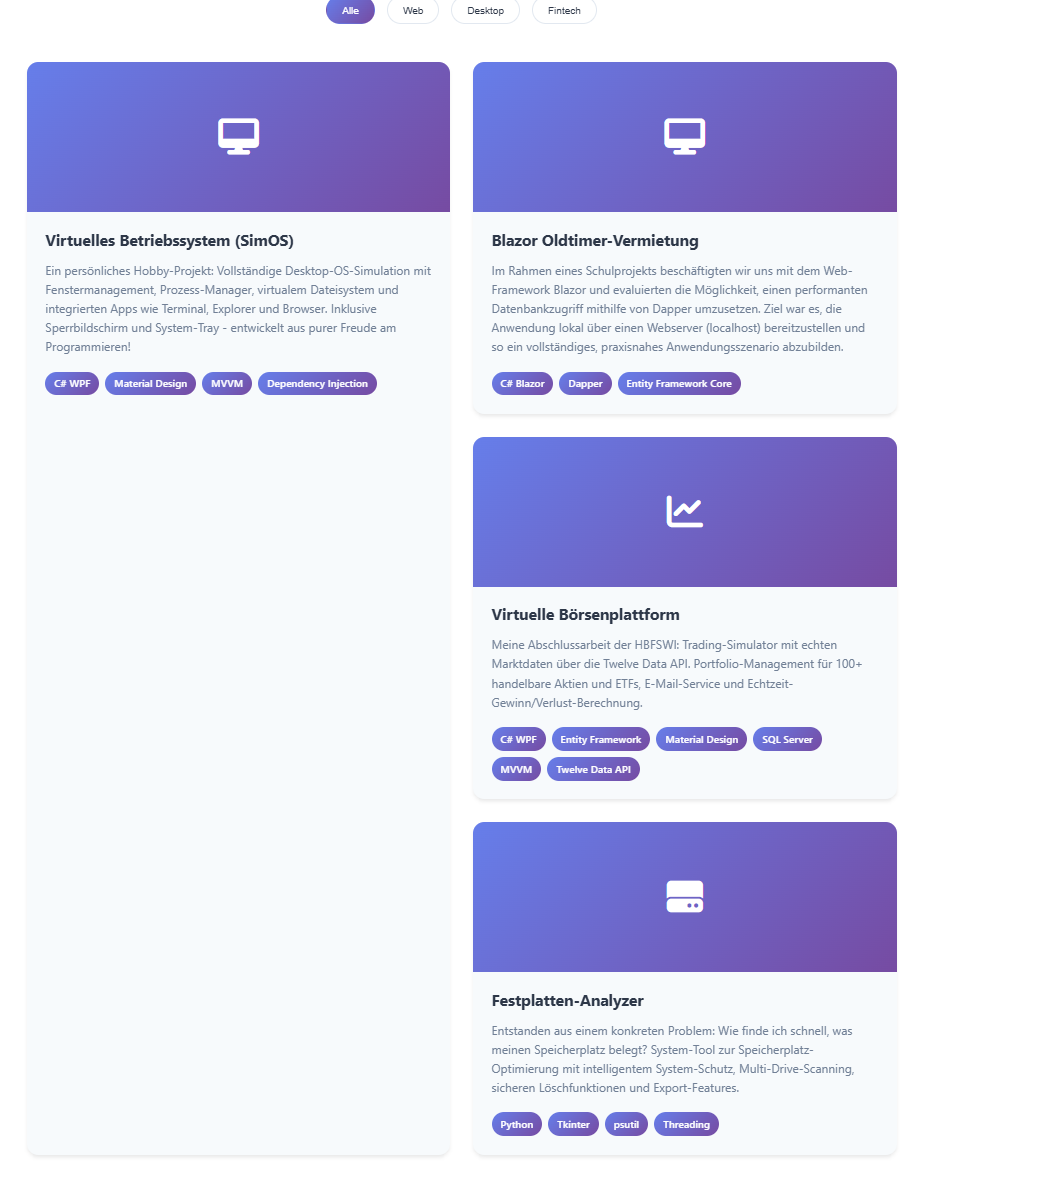 Alle Web Desktop Fintech
Virtuelles Betriebssystem (SimOS)
Ein persönliches Hobby-Projekt: Vollständige Desktop-OS-Simulation mit
Fenstermanagement, Prozess-Manager, virtualem Dateisystem und
integrierten Apps wie Terminal, Explorer und Browser. Inklusive
Sperrbildschirm und System-Tray - entwickelt aus purer Freude am
Programmieren!
C# WPF Material Design MVVM Dependency Injection
Blazor Oldtimer-Vermietung
Im Rahmen eines Schulprojekts beschäftigten wir uns mit dem Web-
Framework Blazor und evaluierten die Möglichkeit, einen performanten
Datenbankzugriff mithilfe von Dapper umzusetzen. Ziel war es, die
Anwendung lokal über einen Webserver (localhost) bereitzustellen und
so ein vollständiges, praxisnahes Anwendungsszenario abzubilden.
C# Blazor Dapper Entity Framework Core
Virtuelle Börsenplattform
Meine Abschlussarbeit der HBFSWI: Trading-Simulator mit echten
Marktdaten über die Twelve Data API. Portfolio-Management für 100+
handelbare Aktien und ETFs, E-Mail-Service und Echtzeit-
Gewinn/Verlust-Berechnung.
C# WPF Entity Framework Material Design SQL Server
MVVM Twelve Data API
Festplatten-Analyzer
Entstanden aus einem konkreten Problem: Wie finde ich schnell, was
meinen Speicherplatz belegt? System-Tool zur Speicherplatz-
Optimierung mit intelligentem System-Schutz, Multi-Drive-Scanning,
sicheren Löschfunktionen und Export-Features.
Python Tkinter psutil Threading